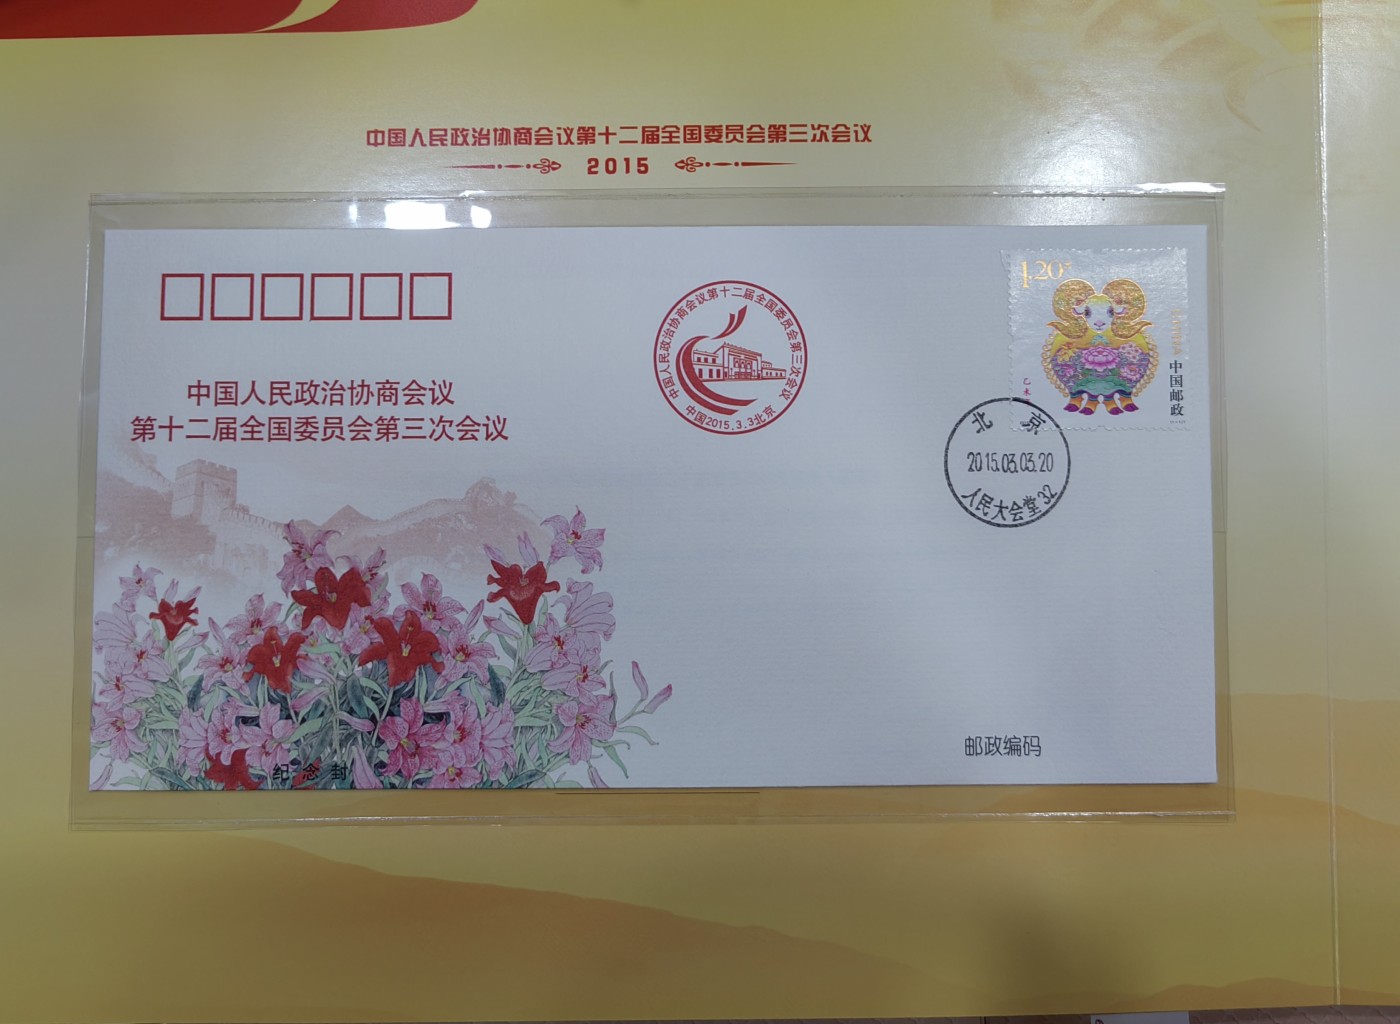 中国人民政治协商会议第十二届全国委员会第三次会议
2015
中国人民政治协商会议
第十二届全国委员会第三次会议
中国人民政治协商会议第十二届全国委员会第三次会议
中国2015.3.3北京
1.20元
乙未
中国邮政
北京
2015.03.03.20
人民大会堂32
纪念封
邮政编码